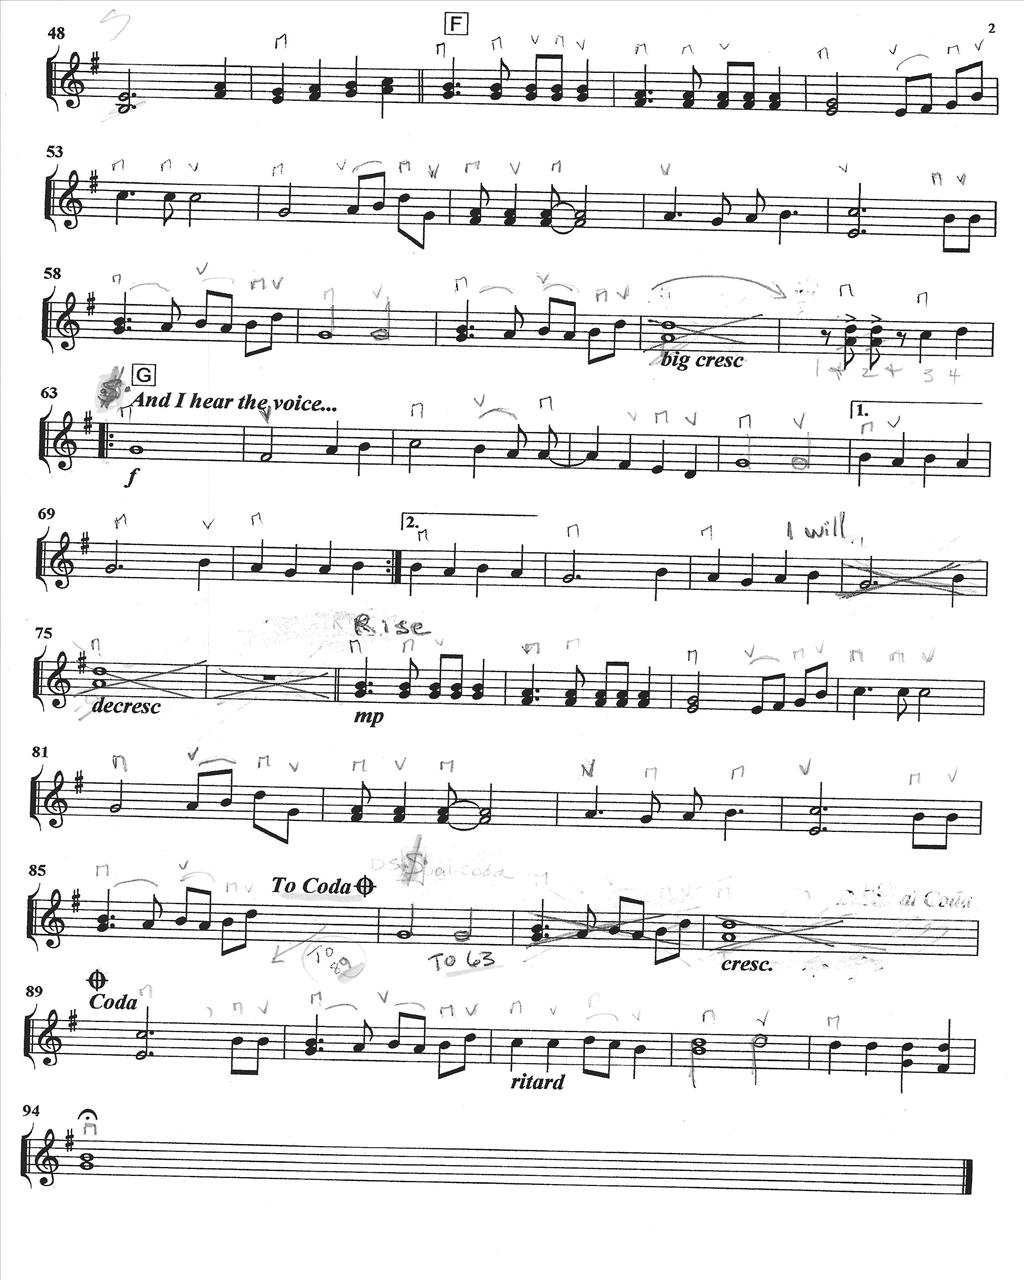 F
48
2
53
58
big cresc
1 + 2 + 3 4
G
63
And I hear the voice...
f
1.
69
2.
I will
Rise
75
decresc
mp
81
85
To Coda
al Coda
TO 89
TO 63
cresc.
89
Coda
ritard
94